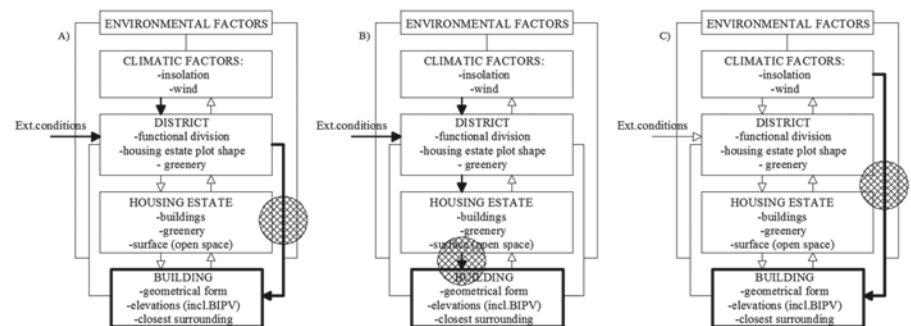 A)
ENVIRONMENTAL FACTORS
CLIMATIC FACTORS:
-insolation
-wind
Ext.conditions
DISTRICT
-functional division
-housing estate plot shape
- greenery
HOUSING ESTATE
-buildings
-greenery
-surface (open space)
BUILDING
-geometrical form
-elevations (incl.BIPV)
-closest surrounding
B)
ENVIRONMENTAL FACTORS
CLIMATIC FACTORS:
-insolation
-wind
Ext.conditions
DISTRICT
-functional division
-housing estate plot shape
- greenery
HOUSING ESTATE
-buildings
-greenery
-surface (open space)
BUILDING
-geometrical form
-elevations (incl.BIPV)
-closest surrounding
C)
ENVIRONMENTAL FACTORS
CLIMATIC FACTORS:
-insolation
-wind
Ext.conditions
DISTRICT
-functional division
-housing estate plot shape
- greenery
HOUSING ESTATE
-buildings
-greenery
-surface (open space)
BUILDING
-geometrical form
-elevations (incl.BIPV)
-closest surrounding